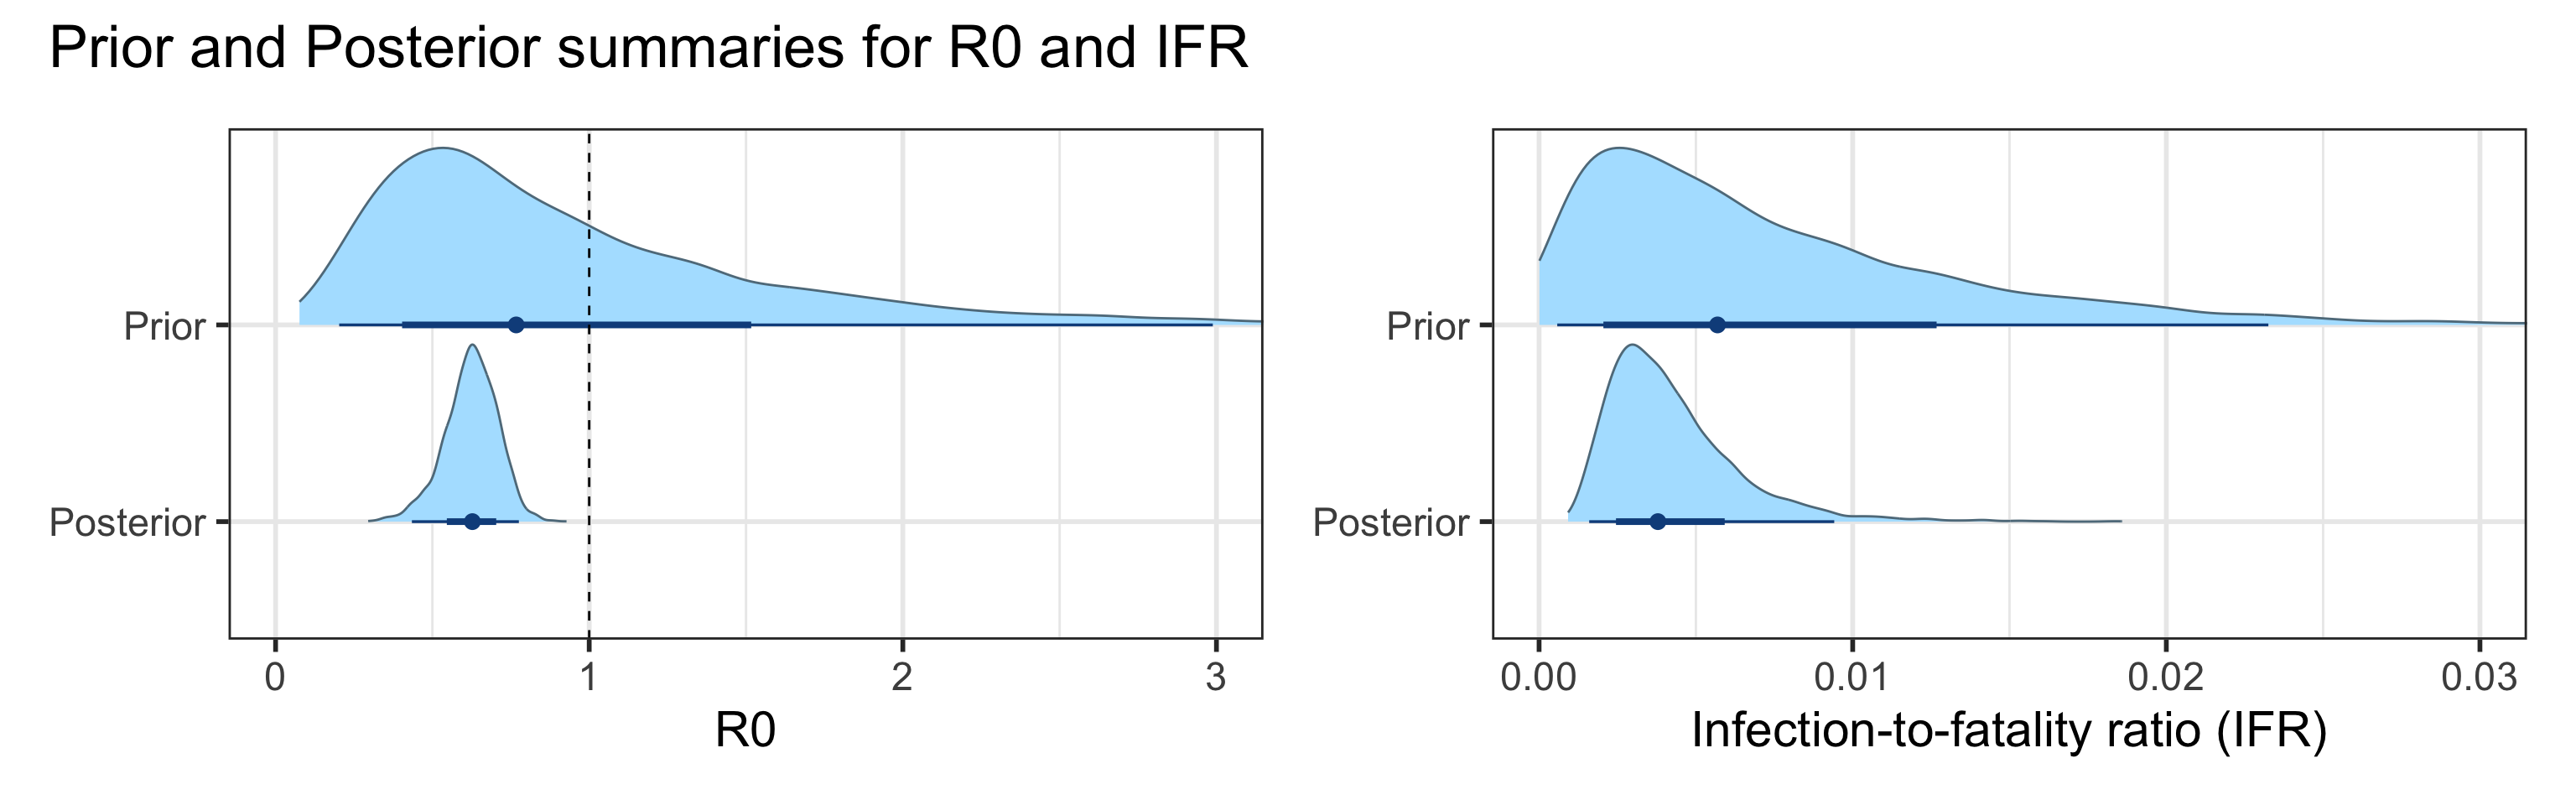 Prior and Posterior summaries for R0 and IFR
Prior
Posterior
0 1 2 3
R0
Prior
Posterior
0.00 0.01 0.02 0.03
Infection-to-fatality ratio (IFR)